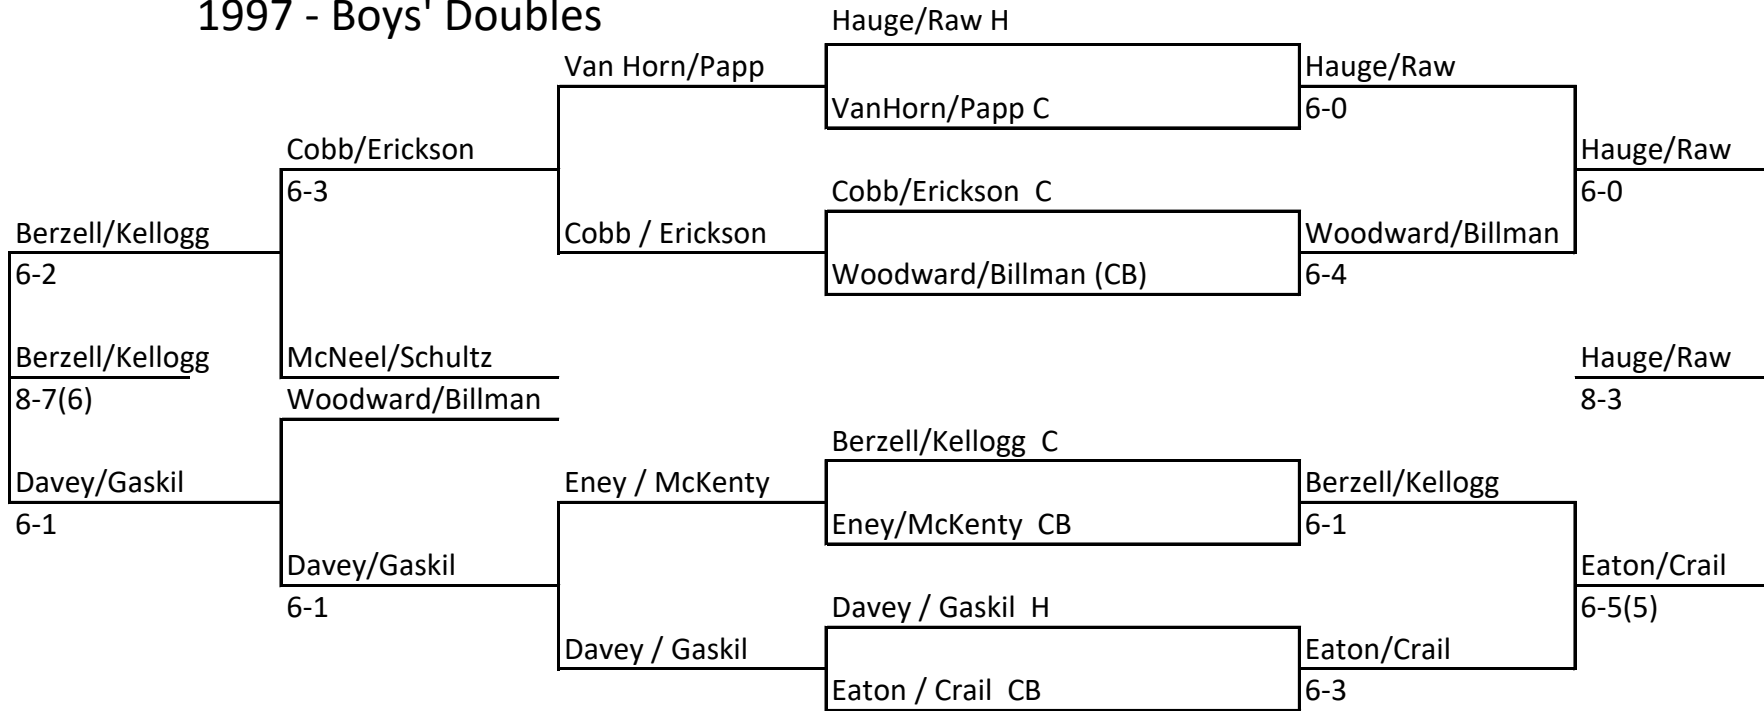 1997 - Boys' Doubles
Hauge/Raw H
Van Horn/Papp
Hauge/Raw
VanHorn/Papp C
6-0
Cobb/Erickson
Hauge/Raw
6-3
Cobb/Erickson C
6-0
Berzell/Kellogg
Cobb / Erickson
Woodward/Billman
6-2
Woodward/Billman (CB)
6-4
Berzell/Kellogg
McNeel/Schultz
Hauge/Raw
8-7(6)
Woodward/Billman
8-3
Berzell/Kellogg C
Davey/Gaskil
Eney / McKenty
Berzell/Kellogg
6-1
Eney/McKenty CB
6-1
Davey/Gaskil
Eaton/Crail
6-1
Davey / Gaskil H
6-5(5)
Davey / Gaskil
Eaton/Crail
Eaton / Crail CB
6-3